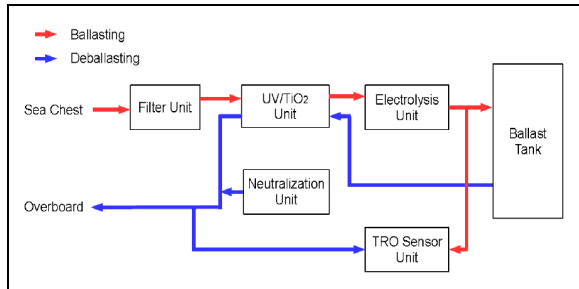 Ballasting
Deballasting
Sea Chest
Filter Unit
UV/TiO2
Unit
Electrolysis
Unit
Ballast
Tank
Neutralization
Unit
Overboard
TRO Sensor
Unit